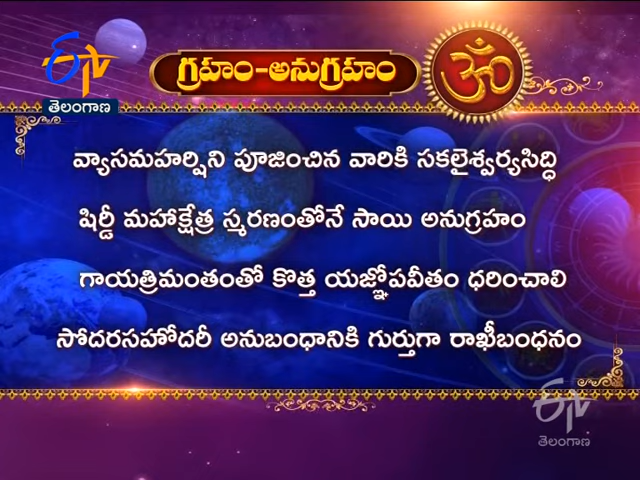 ETV
తెలంగాణ
గ్రహం-అనుగ్రహం
ॐ
వ్యాసమహర్షిని పూజించిన వారికి సకలైశ్వర్యసిద్ధి
షిర్డీ మహాక్షేత్ర స్మరణంతోనే సాయి అనుగ్రహం
గాయత్రిమంతంతో కొత్త యజ్ఞోపవీతం ధరించాలి
సోదరసహోదరీ అనుబంధానికి గుర్తుగా రాఖీబంధనం
ETV
తెలంగాణ